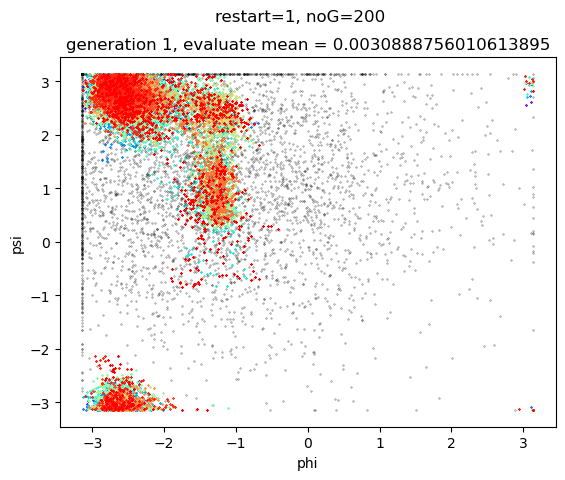 restart=1, noG=200
generation 1, evaluate mean = 0.0030888756010613895
3
2
1
0
−1
−2
−3
psi
−3 −2 −1 0 1 2 3
phi